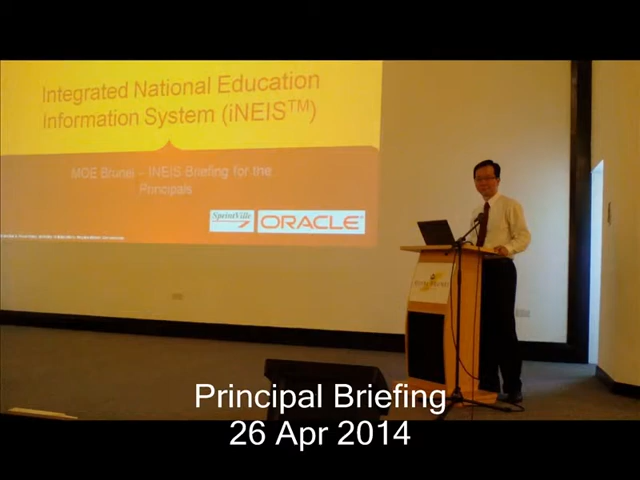 Integrated National Education
Information System (iNEIS™)
MOE Brunei – iNEIS Briefing for the
Principals
SprintVille
ORACLE
Principal Briefing
26 Apr 2014